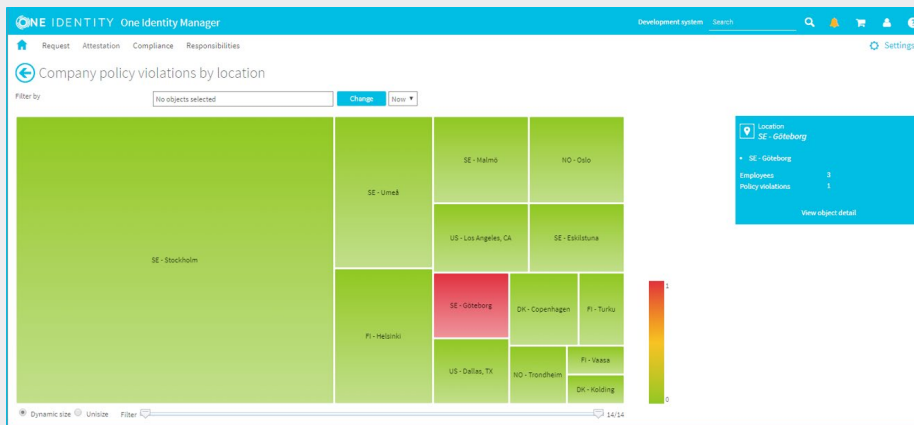 ONE IDENTITY One Identity Manager
Development system Search
Request Attestation Compliance Responsibilities
Settings
Company policy violations by location
Filter by No objects selected Change Now
SE - Stockholm
SE - Umeå
FI - Helsinki
SE - Malmö
NO - Oslo
US - Los Angeles, CA
SE - Eskilstuna
SE - Göteborg
DK - Copenhagen
FI - Turku
US - Dallas, TX
NO - Trondheim
FI - Vaasa
DK - Kolding
1
0
Dynamic size Unisize Filter 14/14
Location
SE - Göteborg
SE - Göteborg
Employees 3
Policy violations 1
View object detail